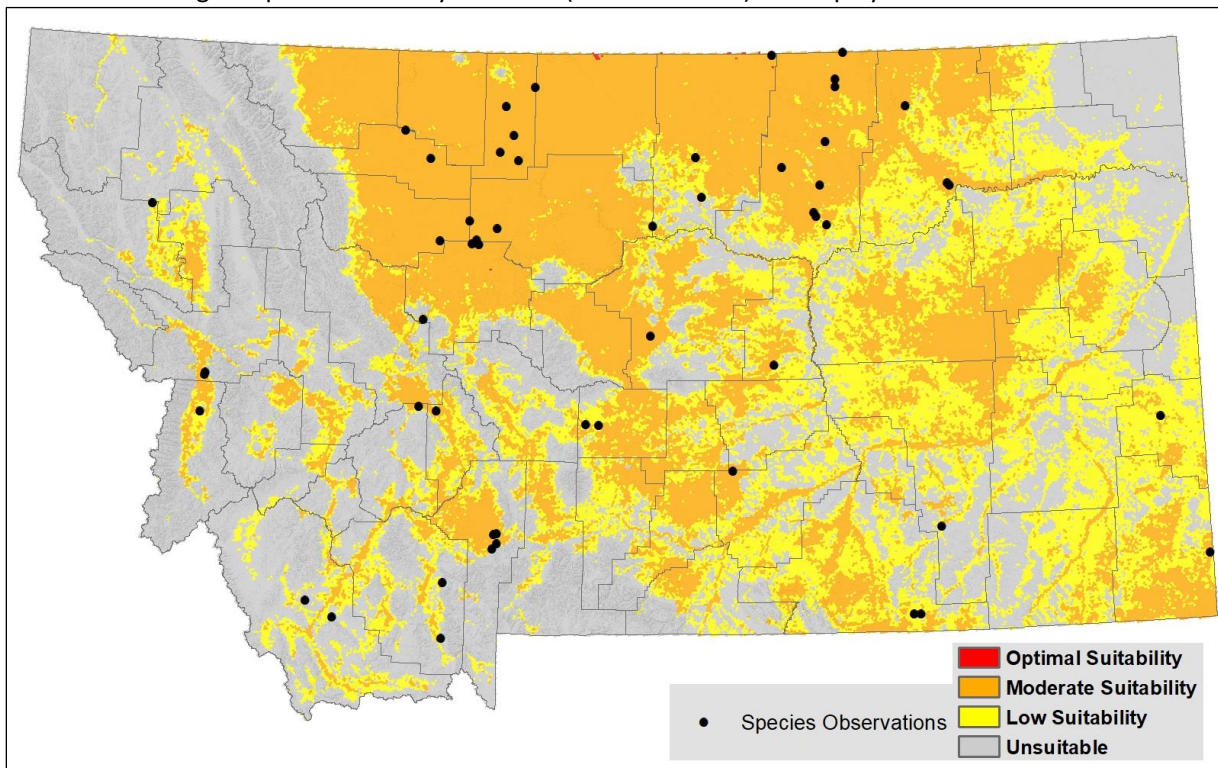 Optimal Suitability
Moderate Suitability
Species Observations
Low Suitability
Unsuitable